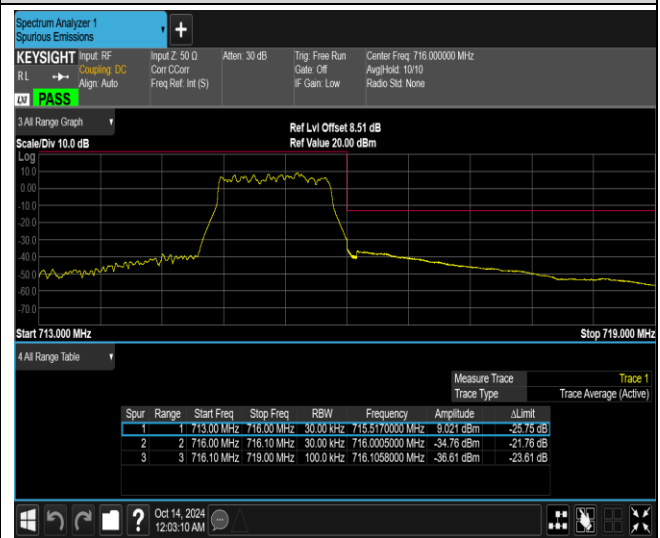 Spectrum Analyzer 1
Spurious Emissions
KEYSIGHT Input: RF Input Z: 50 Ω Atten: 30 dB Trig: Free Run Center Freq: 716.000000 MHz
RL Coupling: DC Corr CCorr Gate: Off Avg|Hold: 10/10
Align: Auto Freq Ref: Int (S) IF Gain: Low Radio Std: None
LXI PASS
3 All Range Graph
Ref Lvl Offset 8.51 dB
Scale/Div 10.0 dB Ref Value 20.00 dBm
Log
10.0
0.00
-10.0
-20.0
-30.0
-40.0
-50.0
-60.0
-70.0
Start 713.000 MHz Stop 719.000 MHz
4 All Range Table
Measure Trace Trace 1
Trace Type Trace Average (Active)
Spur Range Start Freq Stop Freq RBW Frequency Amplitude ΔLimit
1 1 713.00 MHz 716.00 MHz 30.00 kHz 715.5170000 MHz 9.021 dBm -25.75 dB
2 2 716.00 MHz 716.10 MHz 30.00 kHz 716.0005000 MHz -34.76 dBm -21.76 dB
3 3 716.10 MHz 719.00 MHz 100.0 kHz 716.1058000 MHz -36.61 dBm -23.61 dB
? Oct 14, 2024
12:03:10 AM